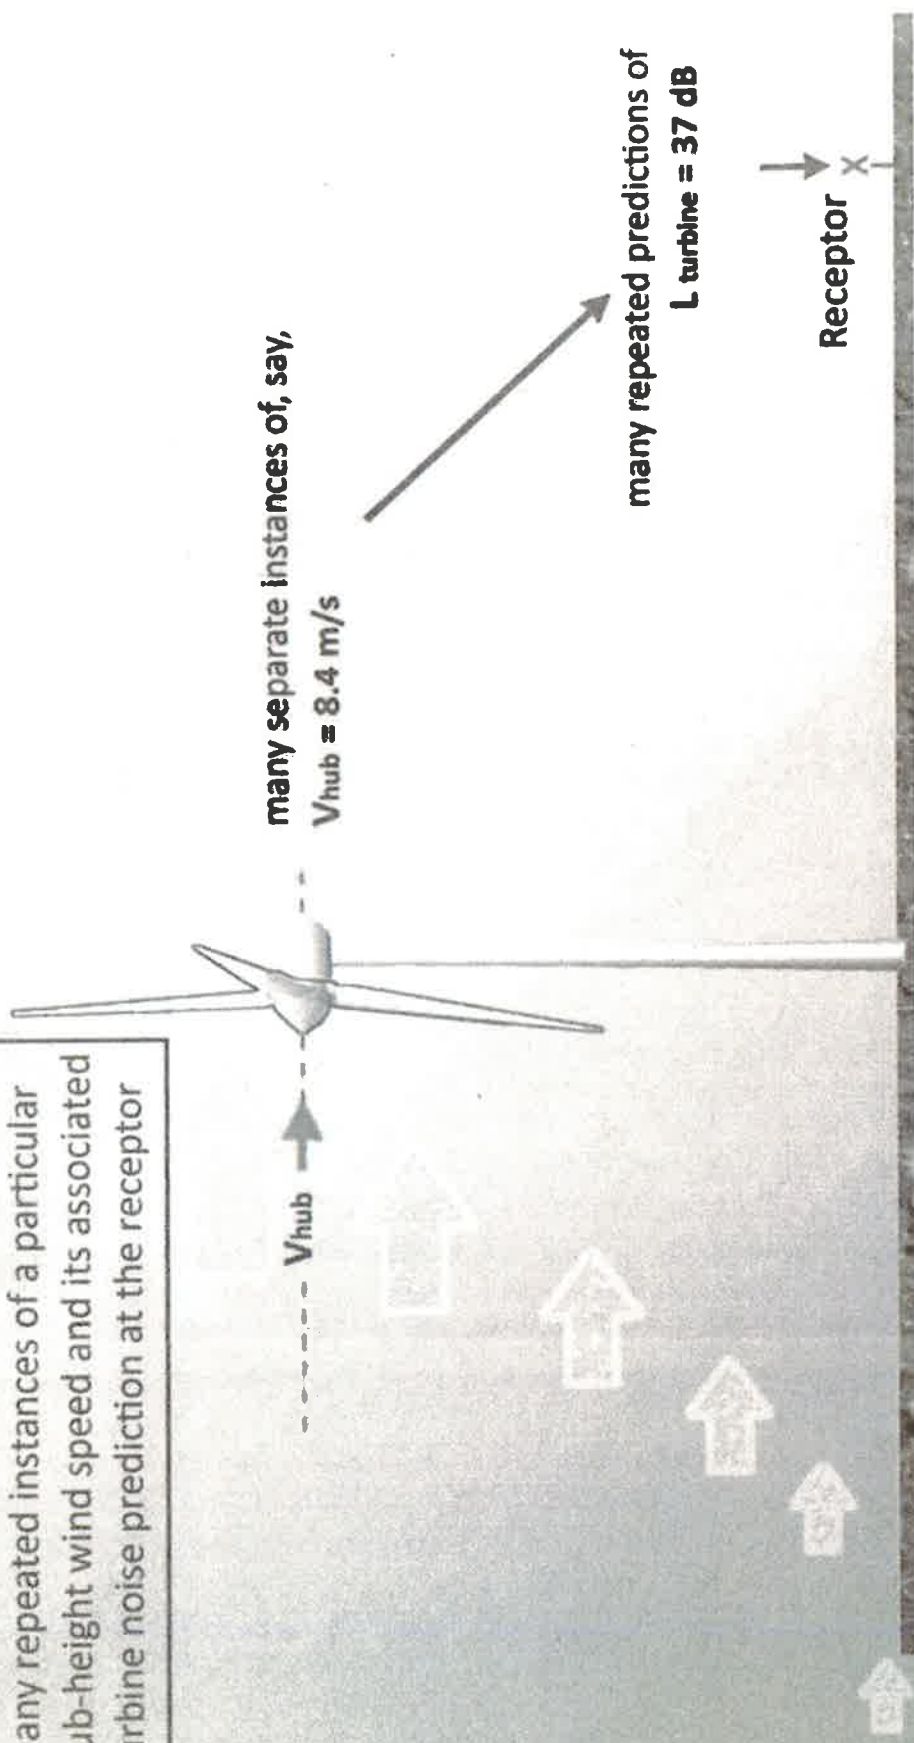 any repeated instances of a particular
ub-height wind speed and its associated
rbine noise prediction at the receptor
Vhub
many separate instances of, say,
Vhub = 8.4 m/s
many repeated predictions of
L turbine = 37 dB
Receptor
X